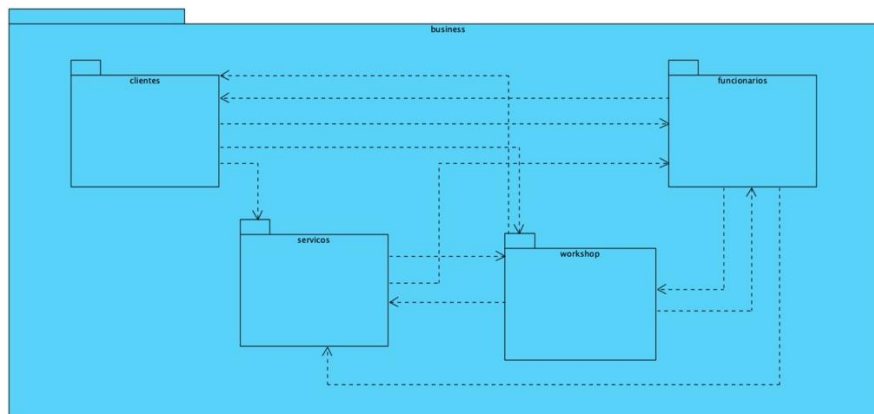 business
clientes
funcionarios
servicos
workshop